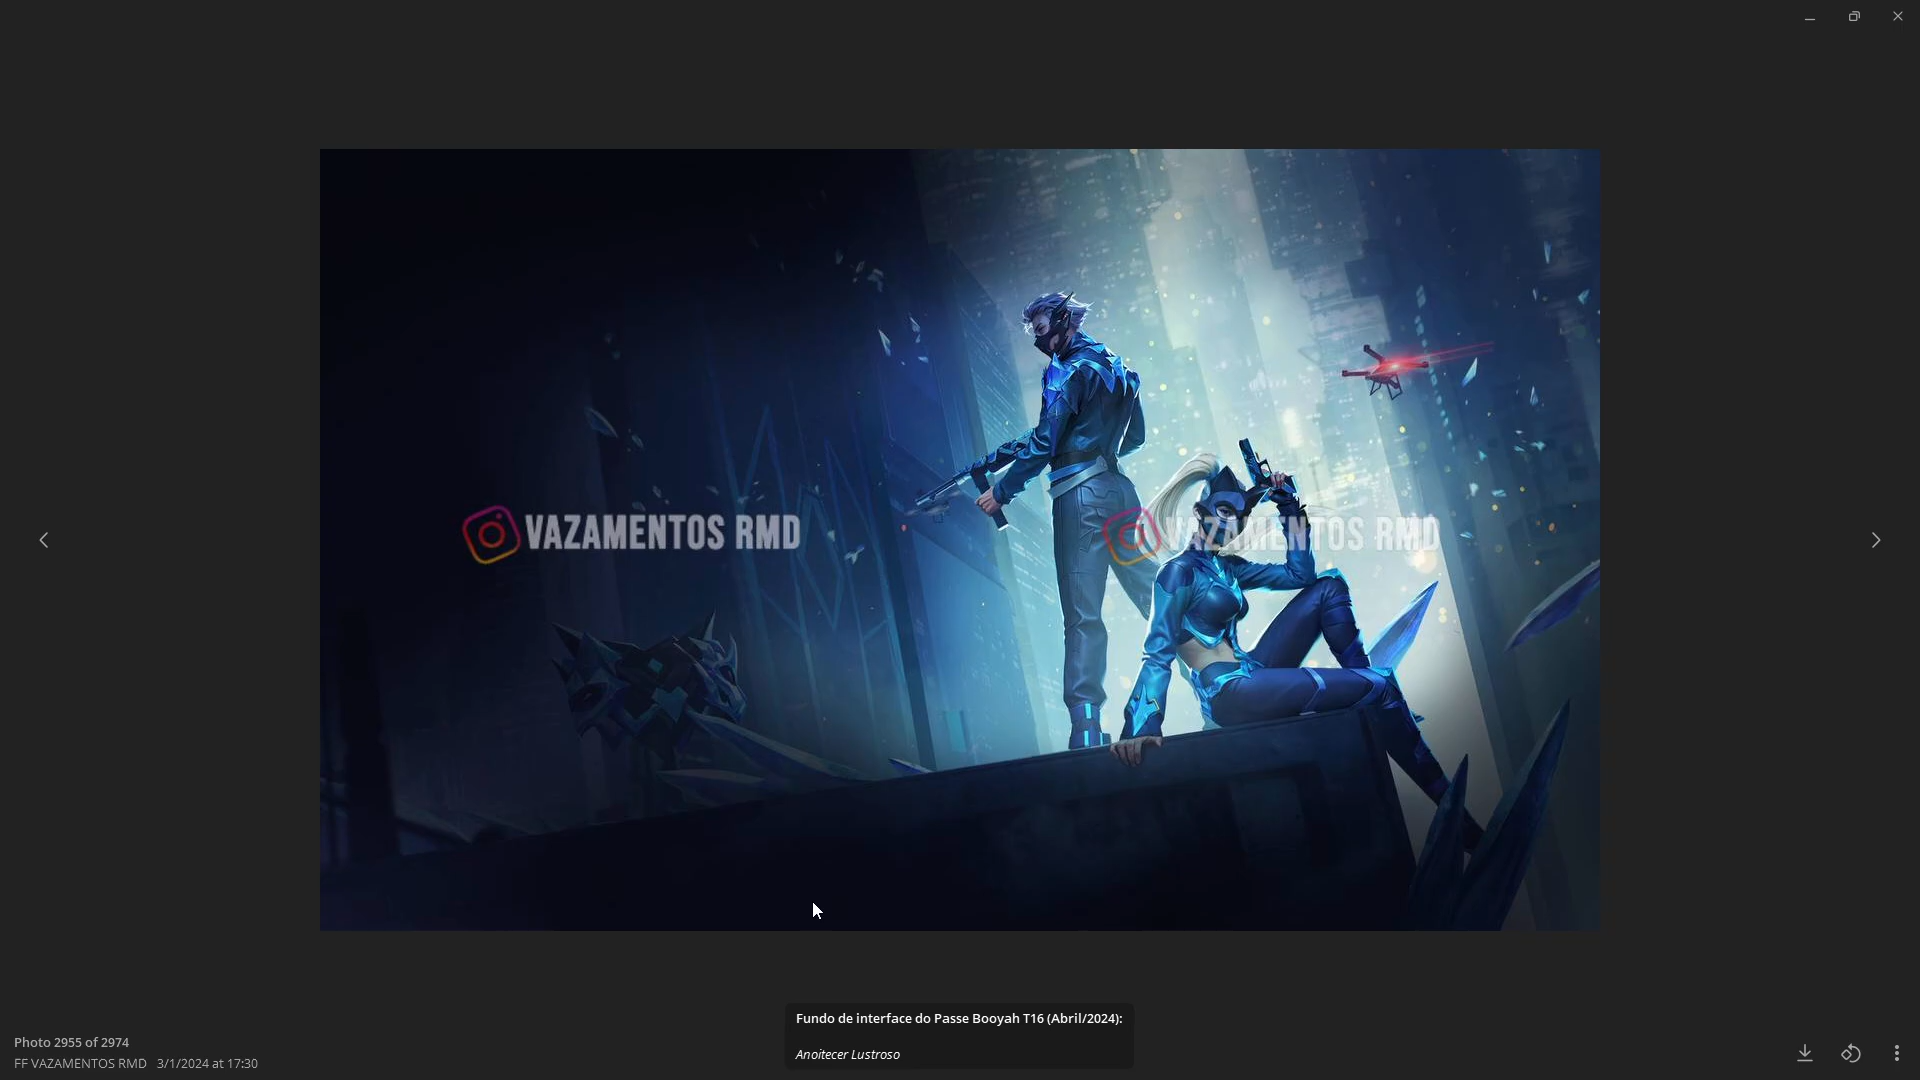 VAZAMENTOS RMD
VAZAMENTOS RMD
Fundo de interface do Passe Booyah T16 (Abril/2024):
Anoitecer Lustroso
Photo 2955 of 2974
FF VAZAMENTOS RMD 3/1/2024 at 17:30